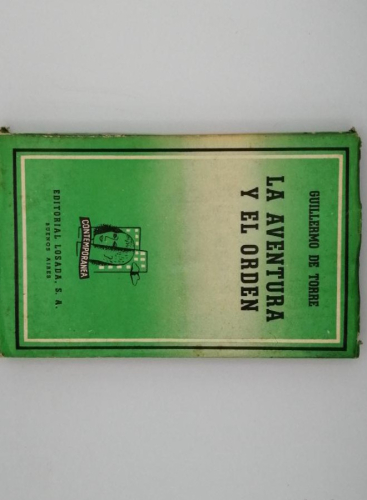 GUILLERMO DE TORRE
LA AVENTURA
Y EL ORDEN
CONTEMPORANEA
EDITORIAL LOSADA, S. A.
BUENOS AIRES